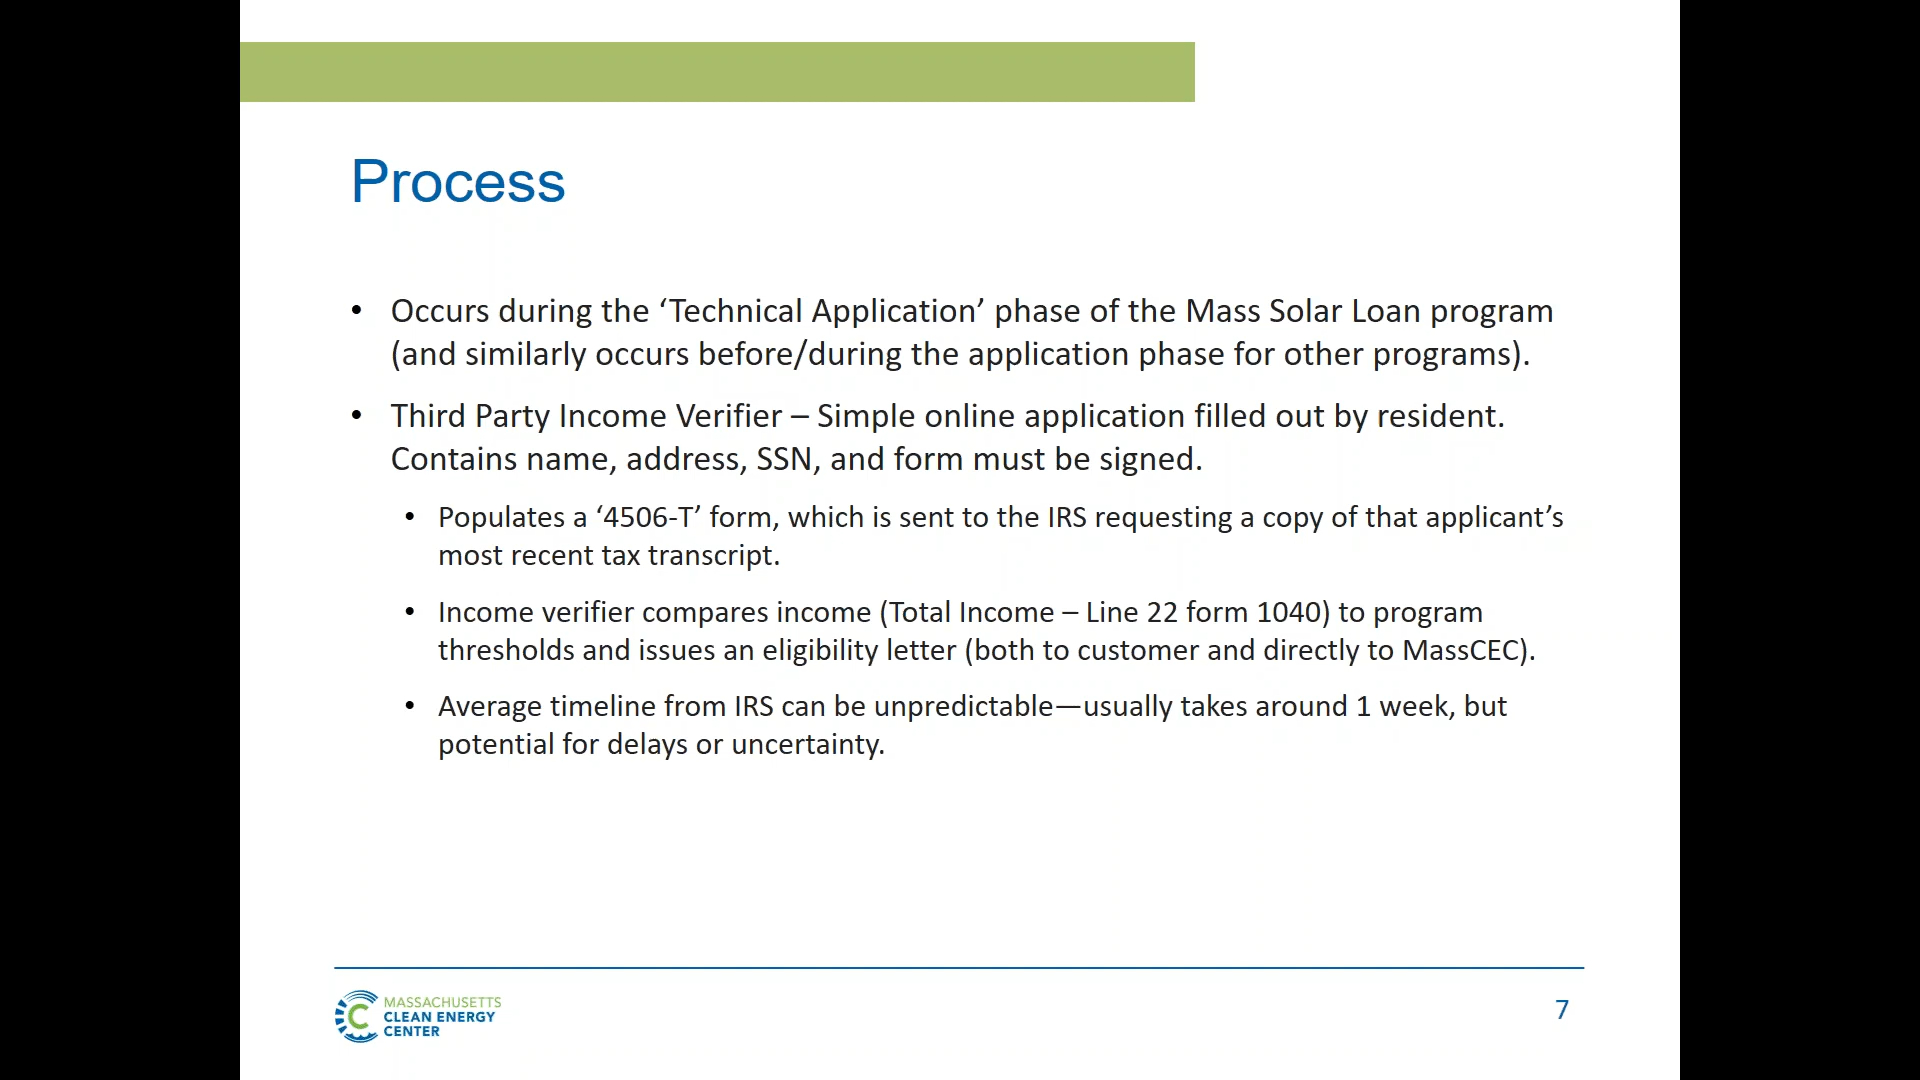 Process
• Occurs during the ‘Technical Application’ phase of the Mass Solar Loan program
(and similarly occurs before/during the application phase for other programs).
• Third Party Income Verifier – Simple online application filled out by resident.
Contains name, address, SSN, and form must be signed.
• Populates a ‘4506-T’ form, which is sent to the IRS requesting a copy of that applicant’s
most recent tax transcript.
• Income verifier compares income (Total Income – Line 22 form 1040) to program
thresholds and issues an eligibility letter (both to customer and directly to MassCEC).
• Average timeline from IRS can be unpredictable—usually takes around 1 week, but
potential for delays or uncertainty.
MASSACHUSETTS
CLEAN ENERGY
CENTER
7